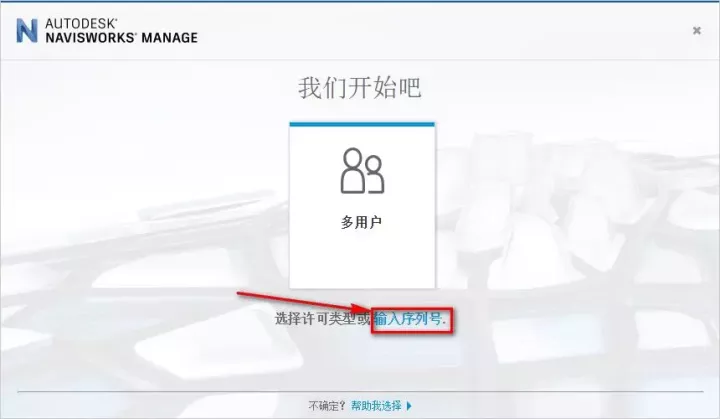 AUTODESK®
NAVISWORKS® MANAGE
我们开始吧
多用户
选择许可类型或 输入序列号.
不确定? 帮助我选择